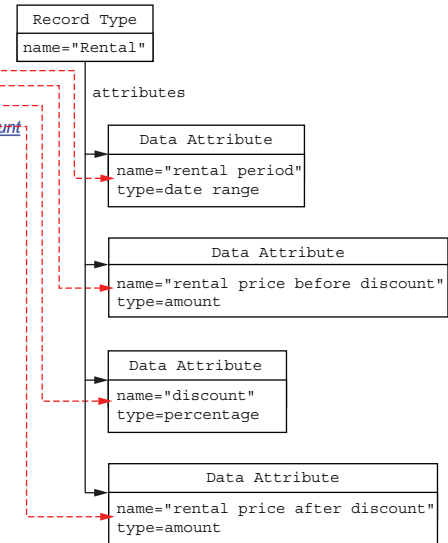 Record Type
name="Rental"
attributes
Data Attribute
name="rental period"
type=date range
Data Attribute
name="rental price before discount"
type=amount
Data Attribute
name="discount"
type=percentage
Data Attribute
name="rental price after discount"
type=amount